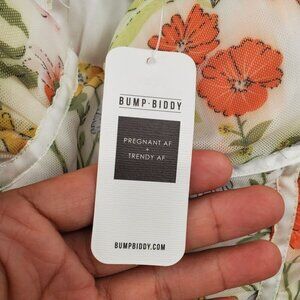 BUMP·BIDDY
PREGNANT AF
+
TRENDY AF
BUMPBIDDY.COM